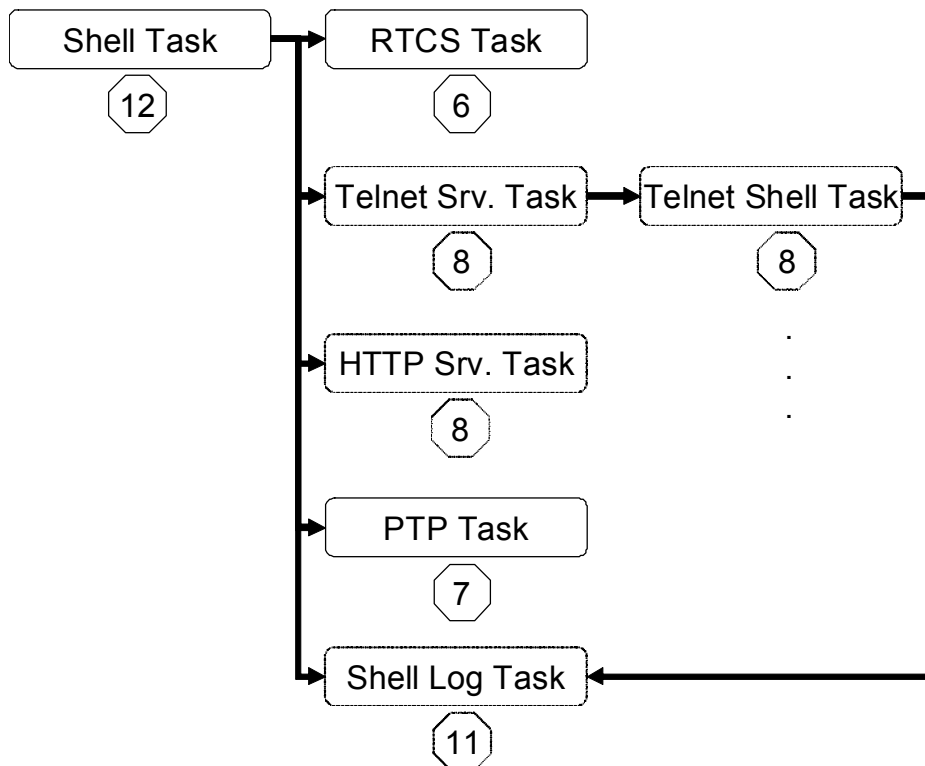 Shell Task
RTCS Task
12
6
Telnet Srv. Task
Telnet Shell Task
8
8
HTTP Srv. Task
8
.
.
.
PTP Task
7
Shell Log Task
11